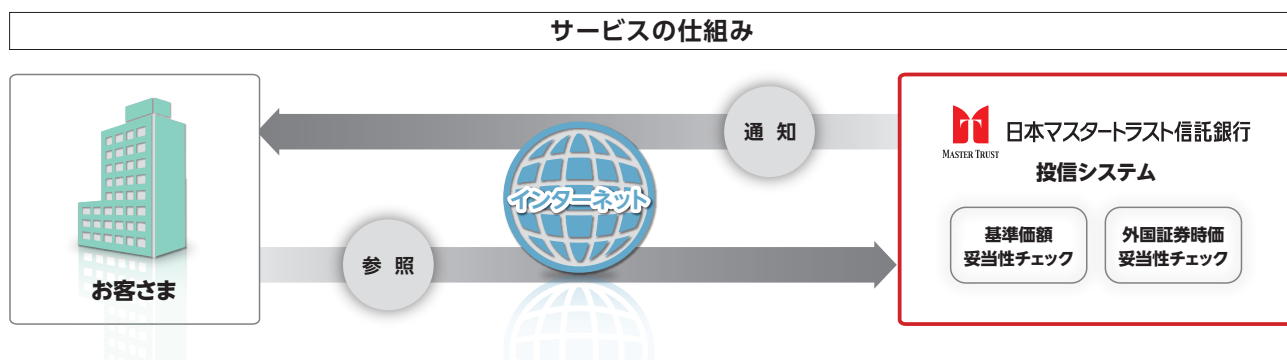 サービスの仕組み
通知
インターネット
参照
お客さま
MASTER TRUST
日本マスタートラスト信託銀行
投信システム
基準価額
妥当性チェック
外国証券時価
妥当性チェック